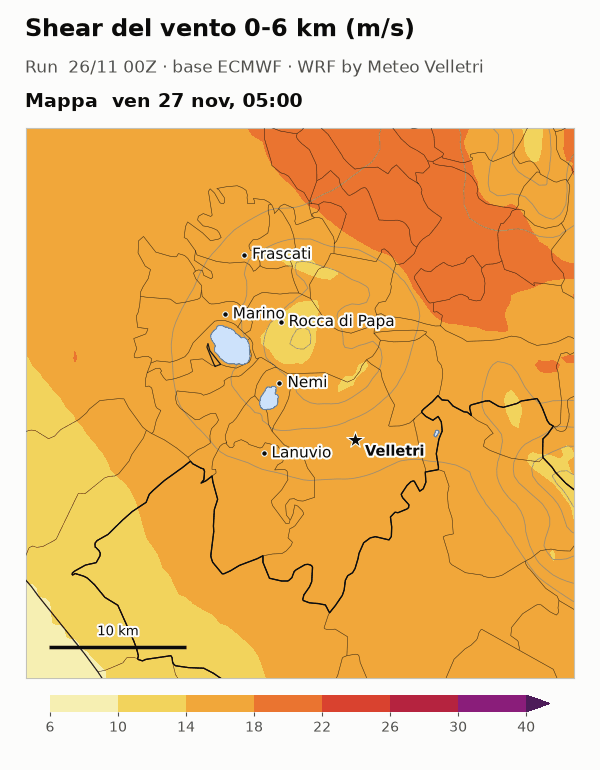 Shear del vento 0-6 km (m/s)
Run  26/11 00Z · base ECMWF · WRF by Meteo Velletri
Mappa  ven 27 nov, 05:00
Frascati
Marino
Rocca di Papa
Nemi
Velletri
Lanuvio
10 km
6 10 14 18 22 26 30 40